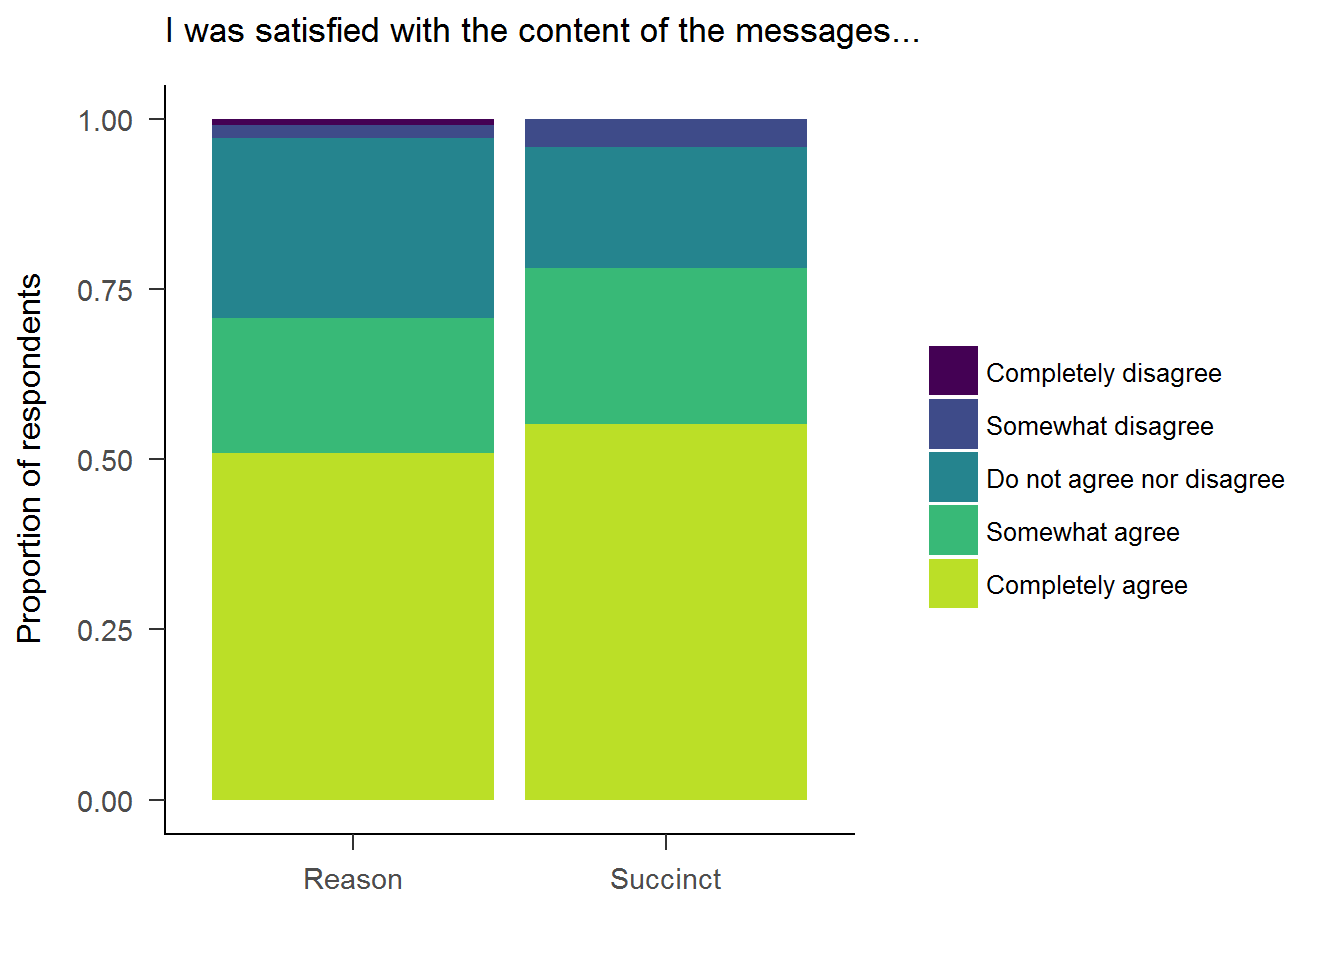 I was satisfied with the content of the messages...
Proportion of respondents
1.00
0.75
0.50
0.25
0.00
Reason
Succinct
Completely disagree
Somewhat disagree
Do not agree nor disagree
Somewhat agree
Completely agree